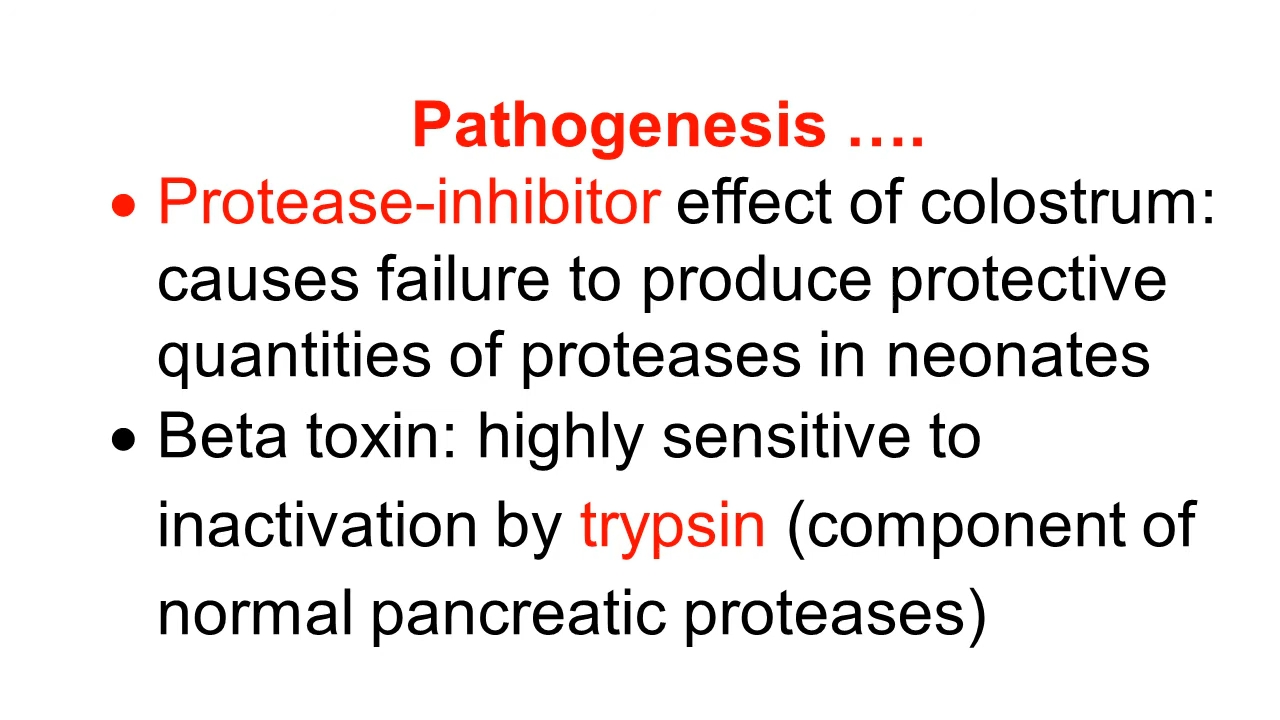 Pathogenesis ….
• Protease-inhibitor effect of colostrum:
causes failure to produce protective
quantities of proteases in neonates
• Beta toxin: highly sensitive to
inactivation by trypsin (component of
normal pancreatic proteases)